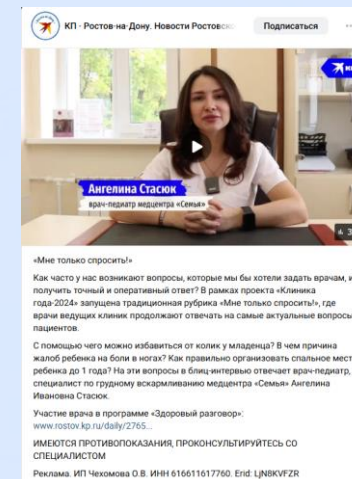 КП - Ростов-на-Дону. Новости Ростовс
Подписаться
Ангелина Стасюк
врач-педиатр медцентра «Семья»
«Мне только спросить!»
Как часто у нас возникают вопросы, которые мы бы хотели задать врачам, и
получить точный и оперативный ответ? В рамках проекта «Клиника
года-2024» запущена традиционная рубрика «Мне только спросить!», где
врачи ведущих клиник продолжают отвечать на самые актуальные вопросы
пациентов.
С помощью чего можно избавиться от колик у младенца? В чем причина
жалоб ребенка на боли в ногах? Как правильно организовать спальное мест
ребенка до 1 года? На эти вопросы в блиц-интервью отвечает врач-педиатр,
специалист по грудному вскармливанию медцентра «Семья» Ангелина
Ивановна Стасюк.
Участие врача в программе «Здоровый разговор»:
www.rostov.kp.ru/daily/2765...
ИМЕЮТСЯ ПРОТИВОПОКАЗАНИЯ, ПРОКОНСУЛЬТИРУЙТЕСЬ СО
СПЕЦИАЛИСТОМ
Реклама. ИП Чехомова О.В. ИНН 616611617760. Erid: LjN8KVFZR